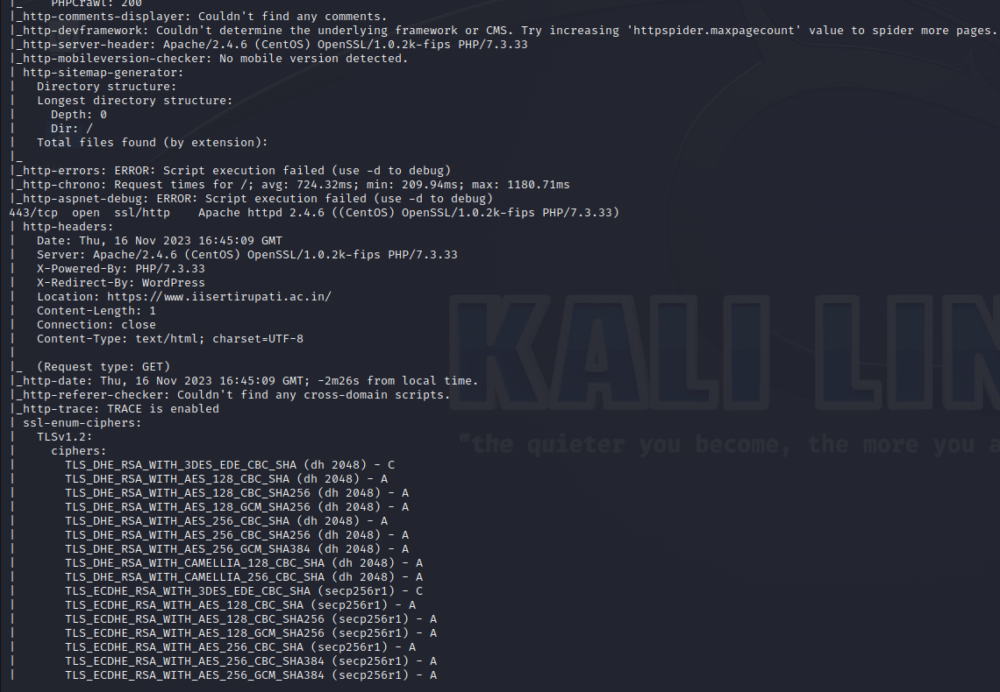 |_    PHPCrawl: 200
|_http-comments-displayer: Couldn't find any comments.
|_http-devframework: Couldn't determine the underlying framework or CMS. Try increasing 'httpspider.maxpagecount' value to spider more pages.
|_http-server-header: Apache/2.4.6 (CentOS) OpenSSL/1.0.2k-fips PHP/7.3.33
|_http-mobileversion-checker: No mobile version detected.
| http-sitemap-generator:
|   Directory structure:
|   Longest directory structure:
|     Depth: 0
|     Dir: /
|   Total files found (by extension):
|_
|_http-errors: ERROR: Script execution failed (use -d to debug)
|_http-chrono: Request times for /; avg: 724.32ms; min: 209.94ms; max: 1180.71ms
|_http-aspnet-debug: ERROR: Script execution failed (use -d to debug)
443/tcp  open  ssl/http    Apache httpd 2.4.6 ((CentOS) OpenSSL/1.0.2k-fips PHP/7.3.33)
| http-headers:
|   Date: Thu, 16 Nov 2023 16:45:09 GMT
|   Server: Apache/2.4.6 (CentOS) OpenSSL/1.0.2k-fips PHP/7.3.33
|   X-Powered-By: PHP/7.3.33
|   X-Redirect-By: WordPress
|   Location: https://www.iisertirupati.ac.in/
|   Content-Length: 1
|   Connection: close
|   Content-Type: text/html; charset=UTF-8
|
|_  (Request type: GET)
|_http-date: Thu, 16 Nov 2023 16:45:09 GMT; -2m26s from local time.
|_http-referer-checker: Couldn't find any cross-domain scripts.
|_http-trace: TRACE is enabled
| ssl-enum-ciphers:
|   TLSv1.2:
|     ciphers:
|       TLS_DHE_RSA_WITH_3DES_EDE_CBC_SHA (dh 2048) - C
|       TLS_DHE_RSA_WITH_AES_128_CBC_SHA (dh 2048) - A
|       TLS_DHE_RSA_WITH_AES_128_CBC_SHA256 (dh 2048) - A
|       TLS_DHE_RSA_WITH_AES_128_GCM_SHA256 (dh 2048) - A
|       TLS_DHE_RSA_WITH_AES_256_CBC_SHA (dh 2048) - A
|       TLS_DHE_RSA_WITH_AES_256_CBC_SHA256 (dh 2048) - A
|       TLS_DHE_RSA_WITH_AES_256_GCM_SHA384 (dh 2048) - A
|       TLS_DHE_RSA_WITH_CAMELLIA_128_CBC_SHA (dh 2048) - A
|       TLS_DHE_RSA_WITH_CAMELLIA_256_CBC_SHA (dh 2048) - A
|       TLS_ECDHE_RSA_WITH_3DES_EDE_CBC_SHA (secp256r1) - C
|       TLS_ECDHE_RSA_WITH_AES_128_CBC_SHA (secp256r1) - A
|       TLS_ECDHE_RSA_WITH_AES_128_CBC_SHA256 (secp256r1) - A
|       TLS_ECDHE_RSA_WITH_AES_128_GCM_SHA256 (secp256r1) - A
|       TLS_ECDHE_RSA_WITH_AES_256_CBC_SHA (secp256r1) - A
|       TLS_ECDHE_RSA_WITH_AES_256_CBC_SHA384 (secp256r1) - A
|       TLS_ECDHE_RSA_WITH_AES_256_GCM_SHA384 (secp256r1) - A
KALI LIN
"the quieter you become, the more you a